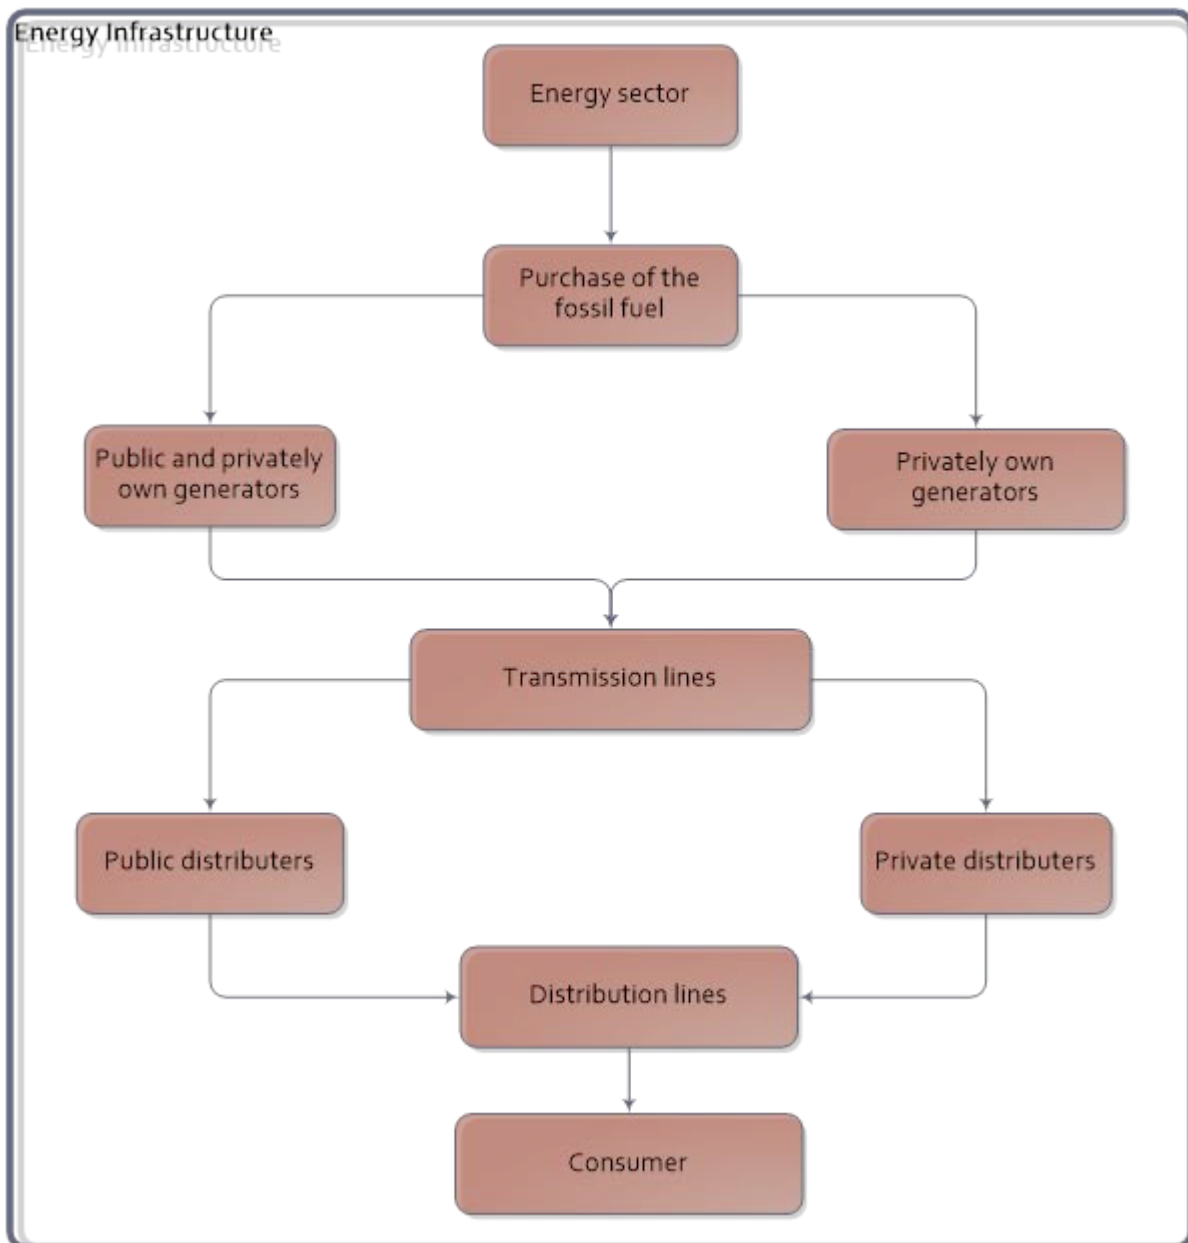 Energy Infrastructure
Energy sector
Purchase of the
fossil fuel
Public and privately
own generators
Privately own
generators
Transmission lines
Public distributers
Private distributers
Distribution lines
Consumer